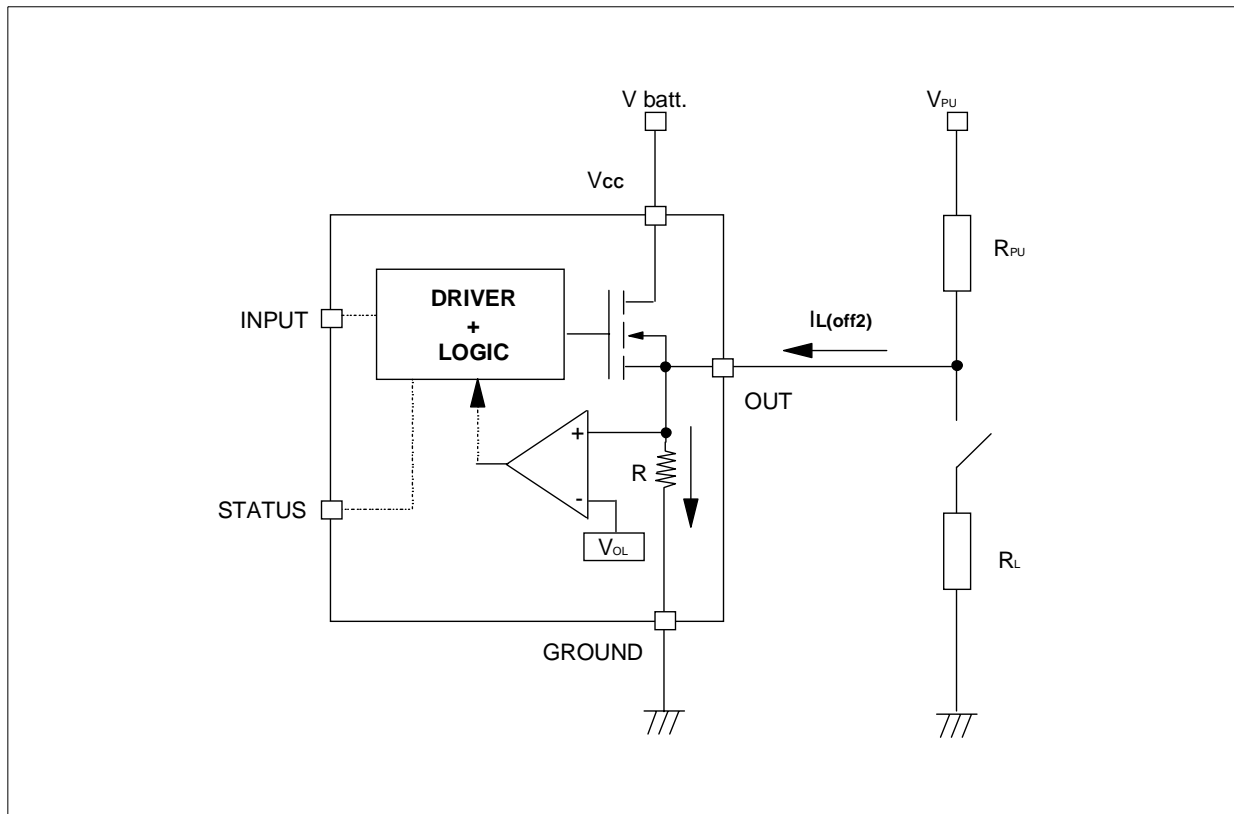 V batt.
VPU
Vcc
RPU
DRIVER
+
LOGIC
INPUT
IL(off2)
OUT
+
R
-
STATUS
VOL
RL
GROUND